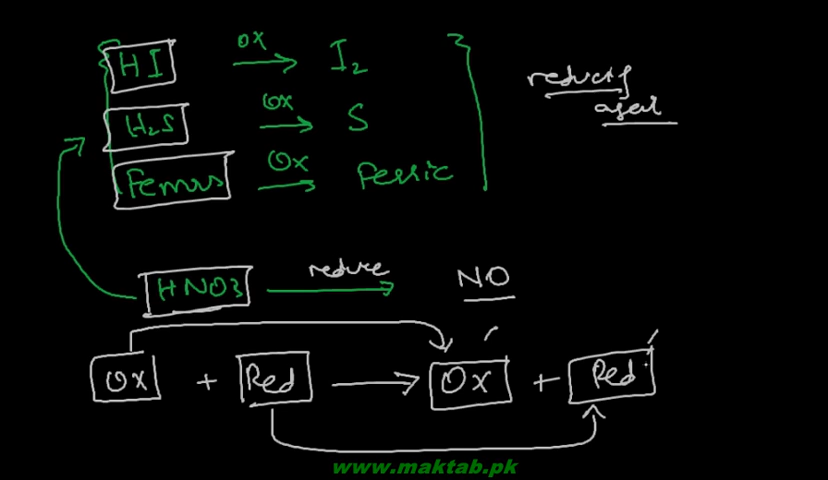 HI ox → I₂
reducing
H₂S Ox → S
agent
Ferrus Ox → Ferric
HNO3 reduce → NO
Ox + Red → Ox + Red
www.maktab.pk